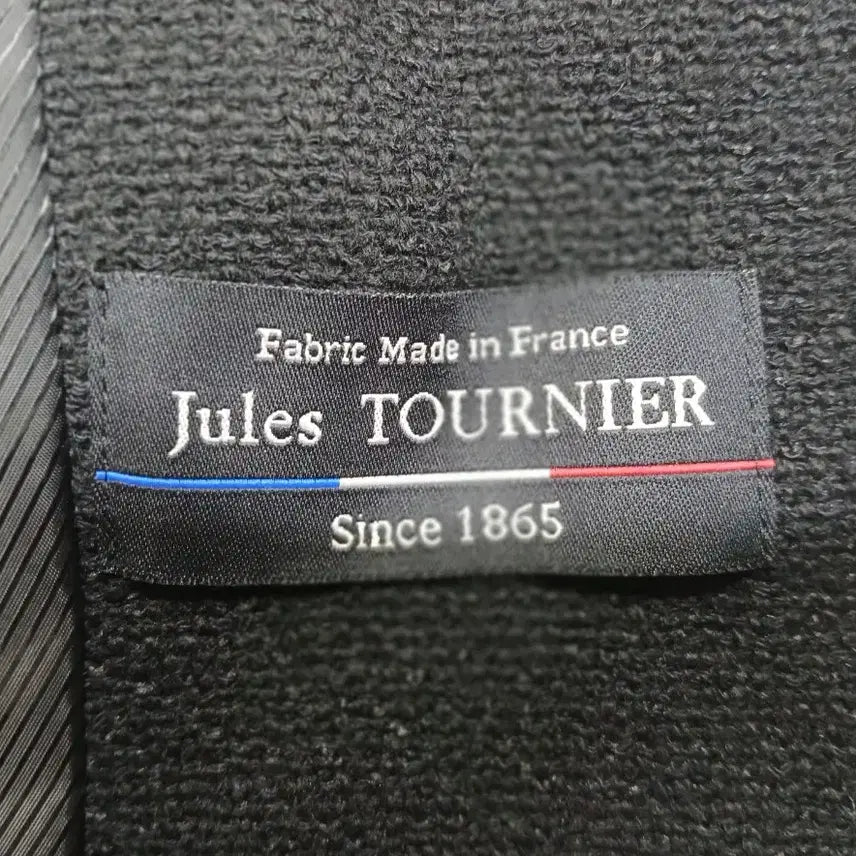 Fabric Made in France
Jules TOURNIER
Since 1865